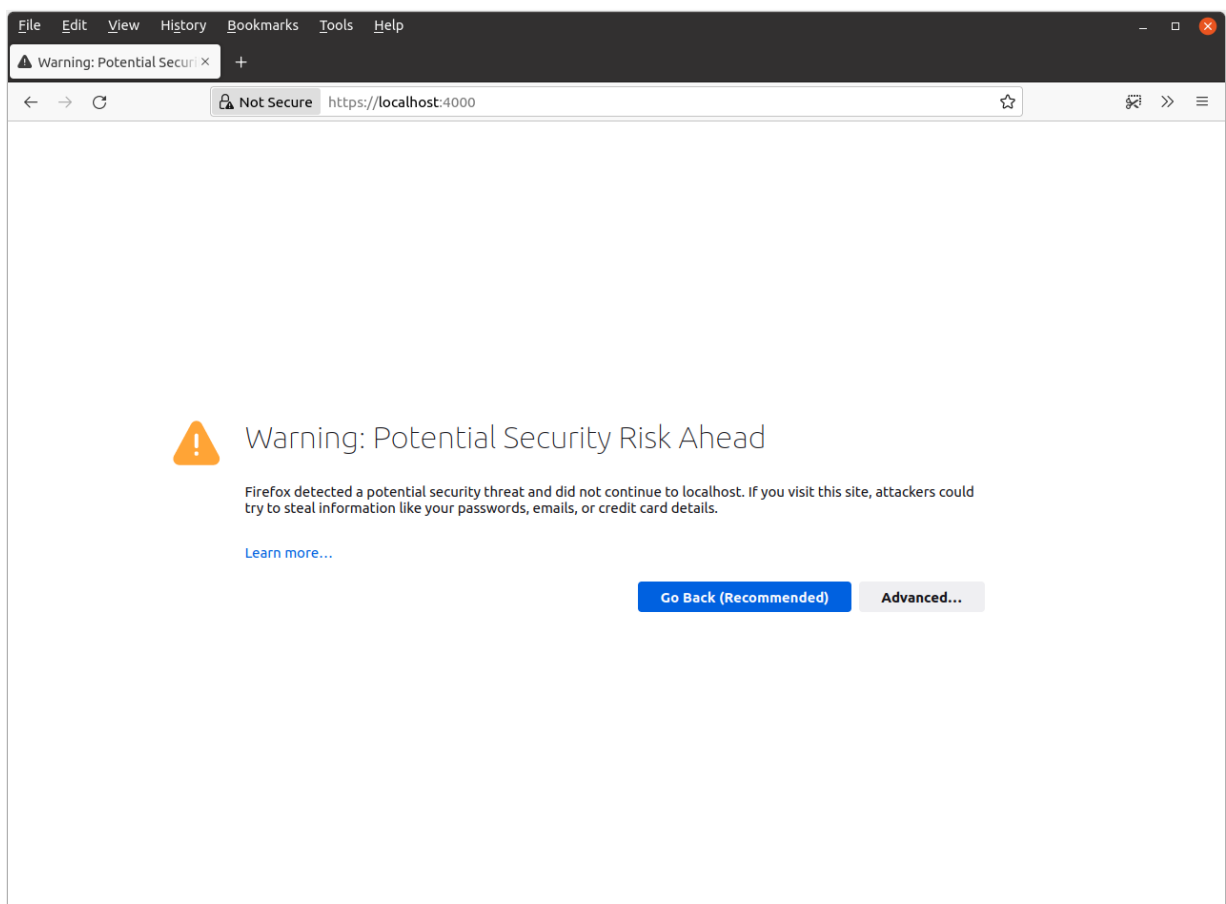 File Edit View History Bookmarks Tools Help
Warning: Potential Securi
Not Secure https://localhost:4000
Warning: Potential Security Risk Ahead
Firefox detected a potential security threat and did not continue to localhost. If you visit this site, attackers could
try to steal information like your passwords, emails, or credit card details.
Learn more…
Go Back (Recommended) Advanced…